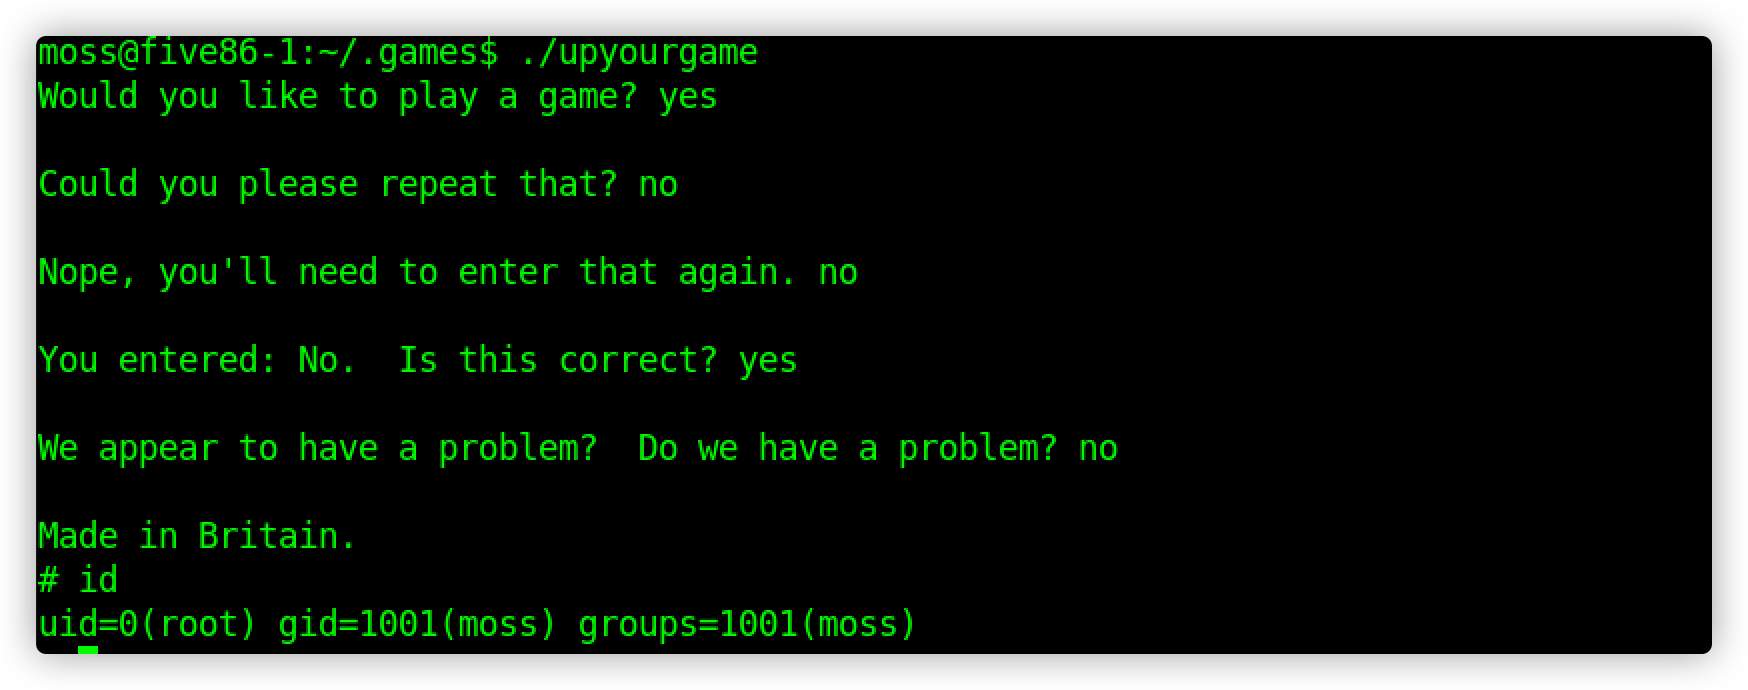 moss@five86-1:~/.games$ ./upyourgame
Would you like to play a game? yes
Could you please repeat that? no
Nope, you'll need to enter that again. no
You entered: No.  Is this correct? yes
We appear to have a problem?  Do we have a problem? no
Made in Britain.
# id
uid=0(root) gid=1001(moss) groups=1001(moss)